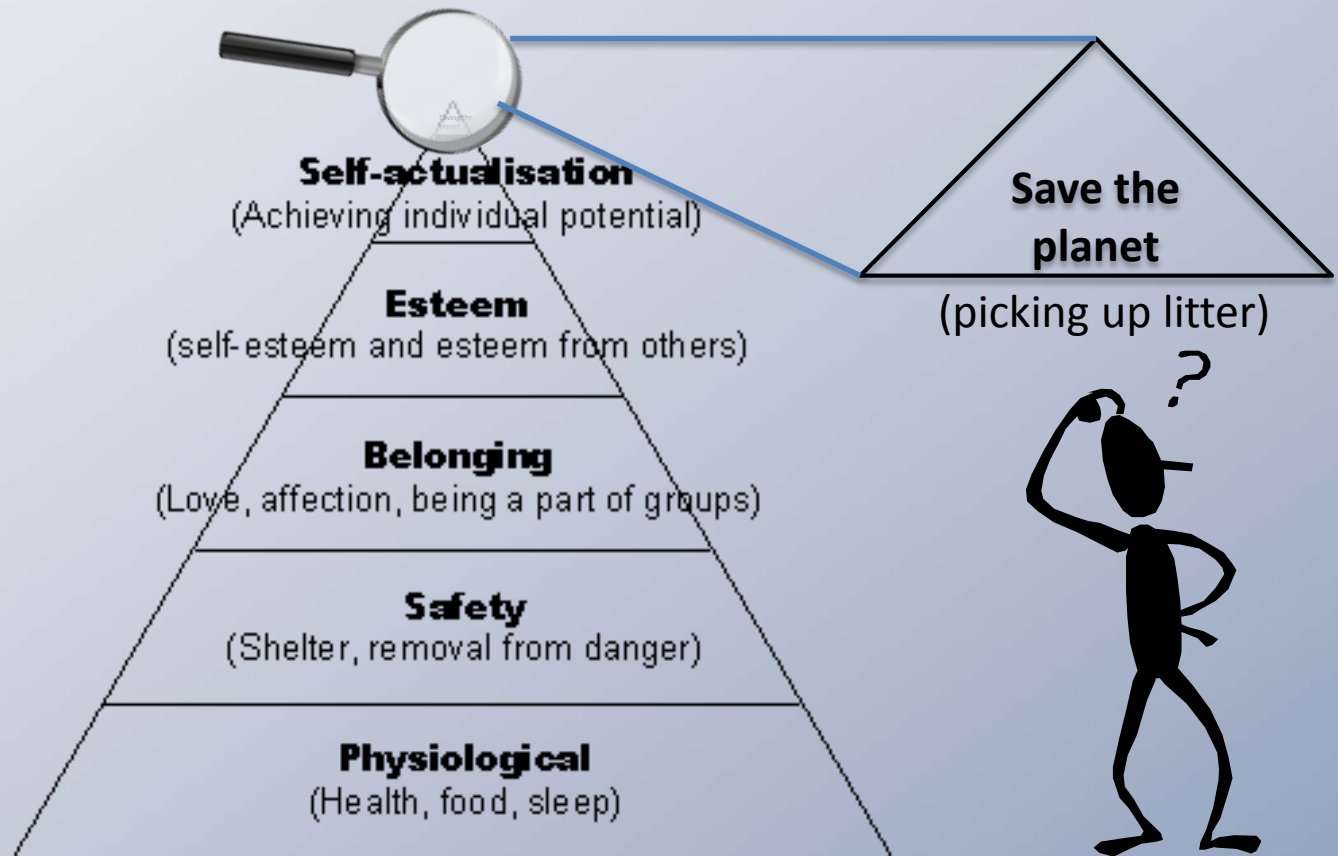 Self-actualisation
(Achieving individual potential)
Esteem
(self-esteem and esteem from others)
Belonging
(Love, affection, being a part of groups)
Safety
(Shelter, removal from danger)
Physiological
(Health, food, sleep)
Save the
planet
(picking up litter)
?